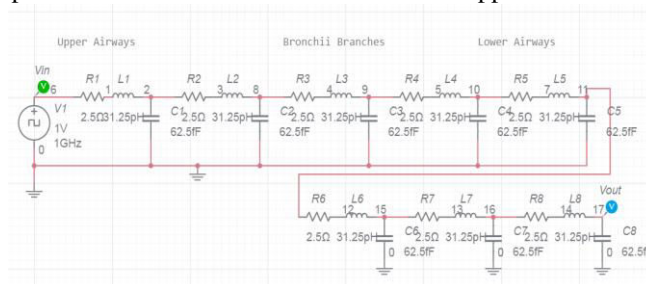 Upper Airways Bronchii Branches Lower Airways
Vin R1 L1 R2 L2 R3 L3 R4 L4 R5 L5
6 1 2 3 8 4 9 5 10 7 11
V1 C1 C2 C3 C4 C5
2.5Ω 31.25pH 2.5Ω 31.25pH 2.5Ω 31.25pH 2.5Ω 31.25pH 2.5Ω 31.25pH
1V 62.5fF 62.5fF 62.5fF 62.5fF 62.5fF
1GHz
0
R6 L6 R7 L7 R8 L8 Vout
12 15 13 16 14 17
C6 C7 C8
2.5Ω 31.25pH 2.5Ω 31.25pH 2.5Ω 31.25pH
0 62.5fF 0 62.5fF 0 62.5f